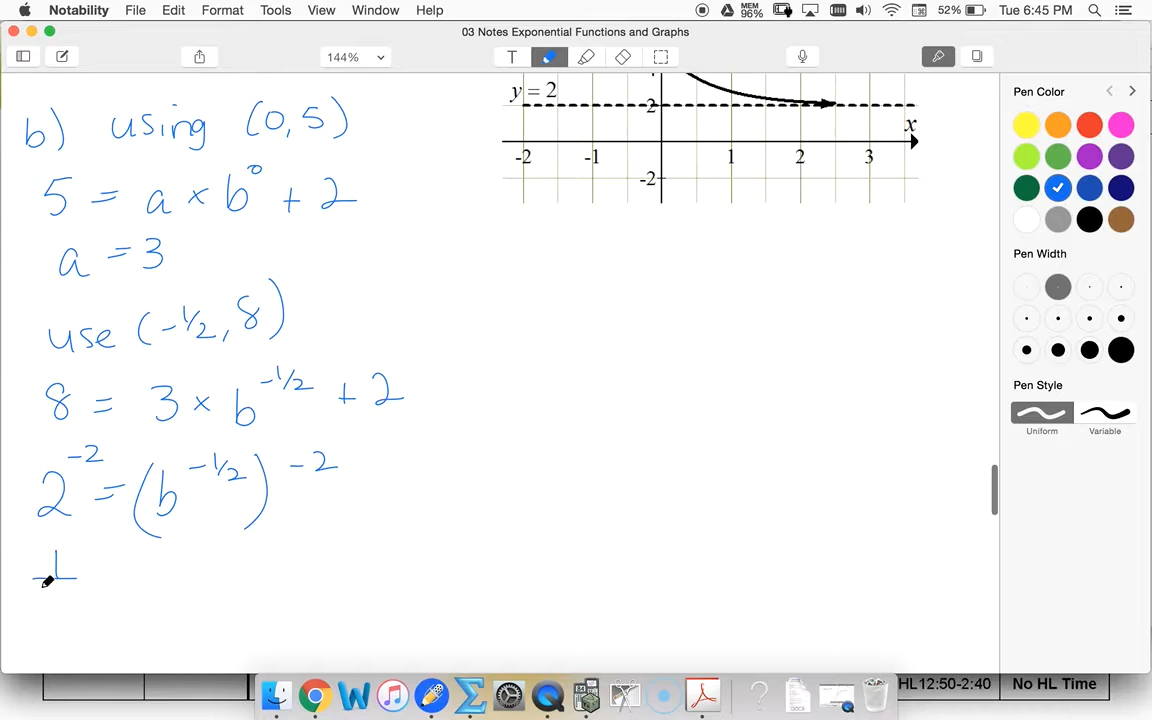 Notability File Edit Format Tools View Window Help MEM 96% 52% Tue 6:45 PM
03 Notes Exponential Functions and Graphs
144% T
Pen Color
Pen Width
Pen Style
Uniform Variable
y = 2
2
x
-2 -1 1 2 3
-2
b) using (0, 5)
5 = a × b⁰ + 2
a = 3
use (-1/2, 8)
8 = 3 × b^-1/2 + 2
2^-2 = (b^-1/2)^-2
1
HL12:50-2:40 No HL Time